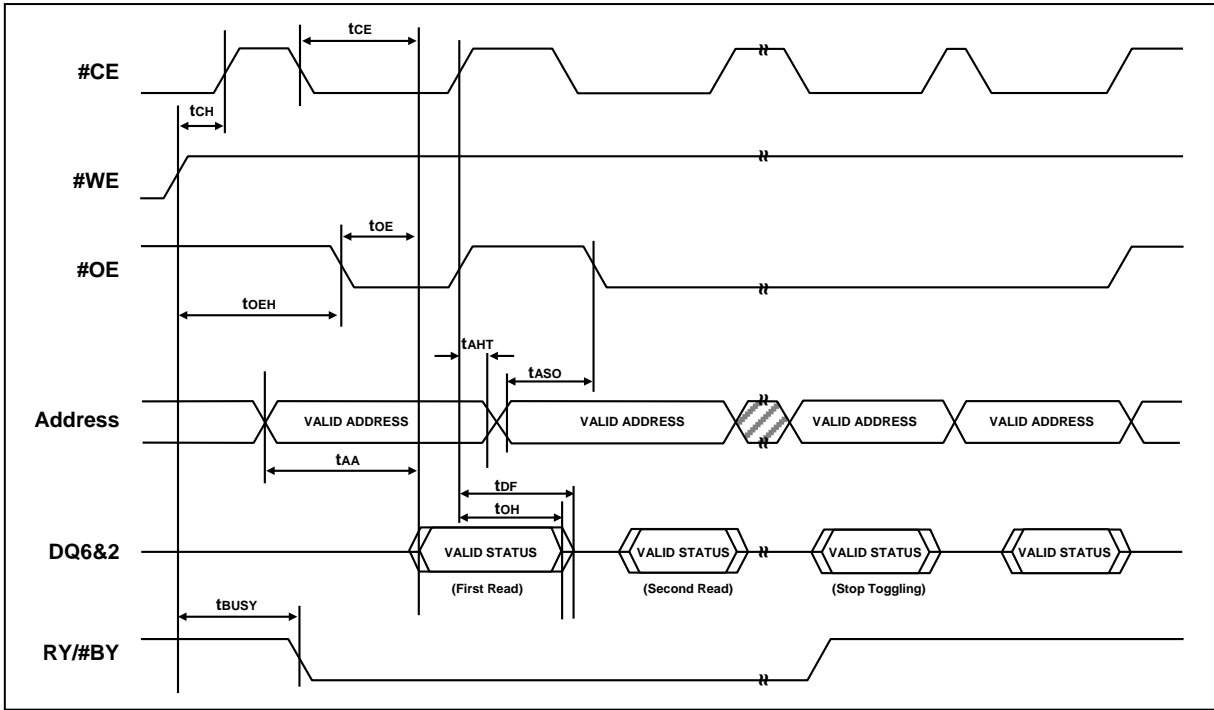 tCE
#CE
tCH
#WE
tOE
#OE
tOEH
tAHT
tASO
Address
VALID ADDRESS VALID ADDRESS VALID ADDRESS VALID ADDRESS
tAA
tDF
tOH
DQ6&2
VALID STATUS VALID STATUS VALID STATUS VALID STATUS
(First Read) (Second Read) (Stop Toggling)
tBUSY
RY/#BY